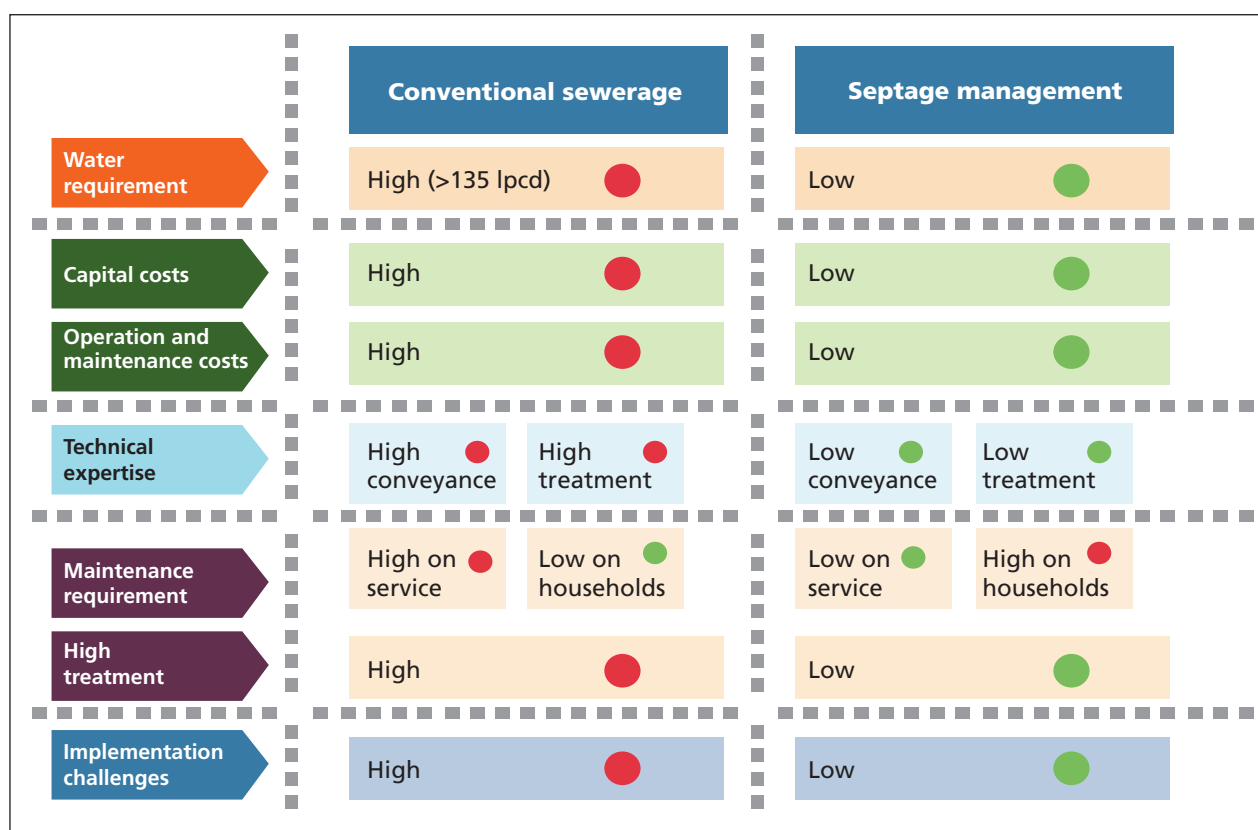 Conventional sewerage
Septage management
Water
requirement
High (>135 lpcd)
Low
Capital costs
High
Low
Operation and
maintenance costs
High
Low
Technical
expertise
High
conveyance
High
treatment
Low
conveyance
Low
treatment
Maintenance
requirement
High on
service
Low on
households
Low on
service
High on
households
High
treatment
High
Low
Implementation
challenges
High
Low